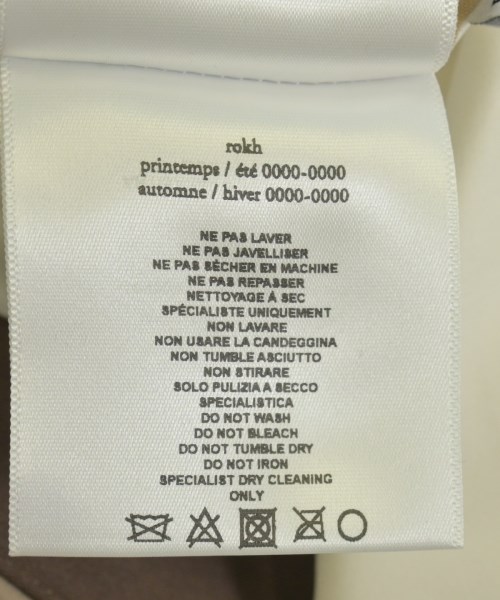 rokh
printemps / été 0000-0000
automne / hiver 0000-0000
NE PAS LAVER
NE PAS JAVELLISER
NE PAS SÈCHER EN MACHINE
NE PAS REPASSER
NETTOYAGE À SEC
SPÉCIALISTE UNIQUEMENT
NON LAVARE
NON USARE LA CANDEGGINA
NON TUMBLE ASCIUTTO
NON STIRARE
SOLO PULIZIA A SECCO
SPECIALISTICA
DO NOT WASH
DO NOT BLEACH
DO NOT TUMBLE DRY
DO NOT IRON
SPECIALIST DRY CLEANING
ONLY